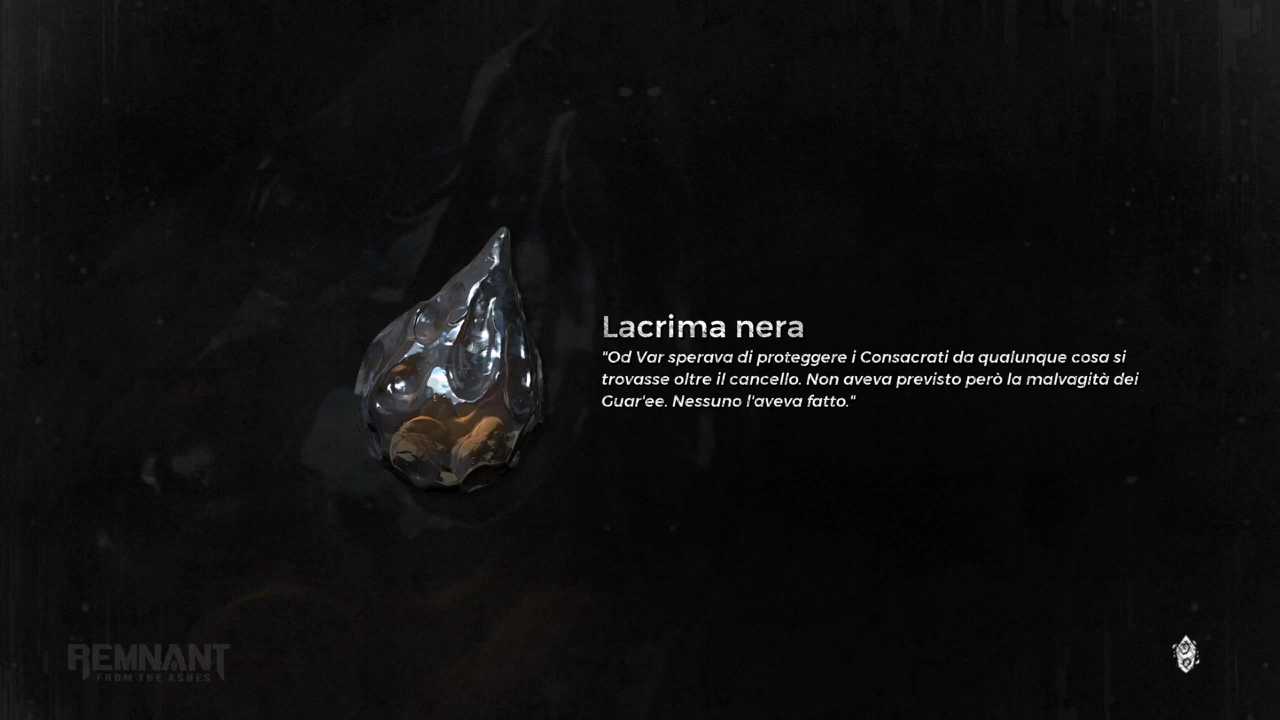 Lacrima nera
"Od Var sperava di proteggere i Consacrati da qualunque cosa si
trovasse oltre il cancello. Non aveva previsto però la malvagità dei
Guar'ee. Nessuno l'aveva fatto."
REMNANT
FROM THE ASHES